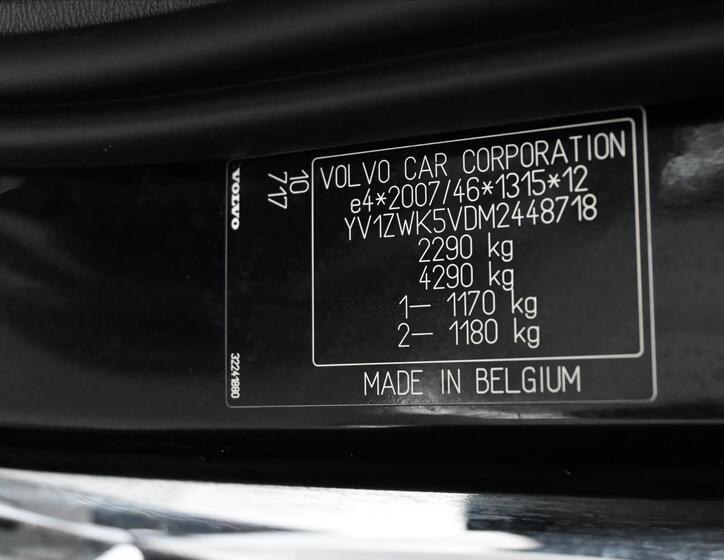 VOLVO CAR CORPORATION
e4*2007/46*1315*12
YV1ZWK5VDM2448718
2290 kg
4290 kg
1– 1170 kg
2– 1180 kg
MADE IN BELGIUM
10
717
VOLVO
32241880